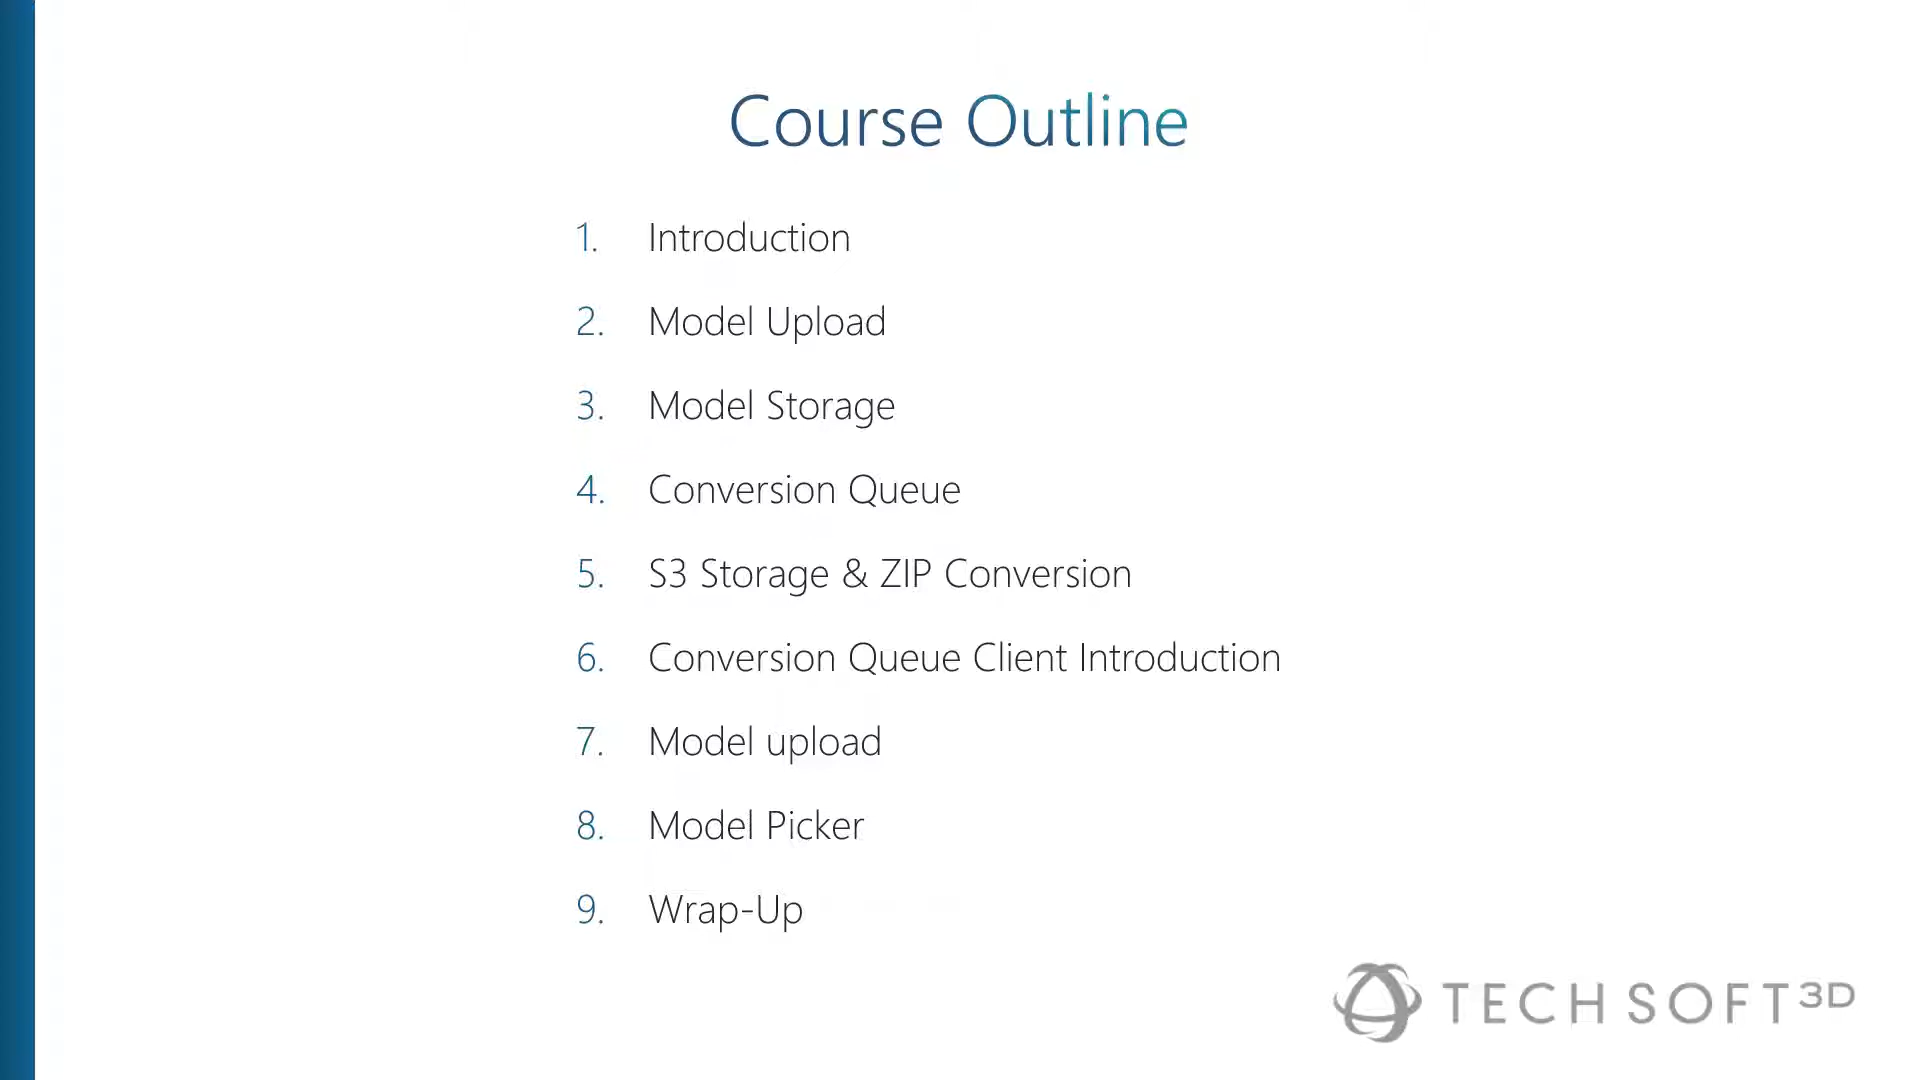 Course Outline
1. Introduction
2. Model Upload
3. Model Storage
4. Conversion Queue
5. S3 Storage & ZIP Conversion
6. Conversion Queue Client Introduction
7. Model upload
8. Model Picker
9. Wrap-Up
TECH SOFT 3D